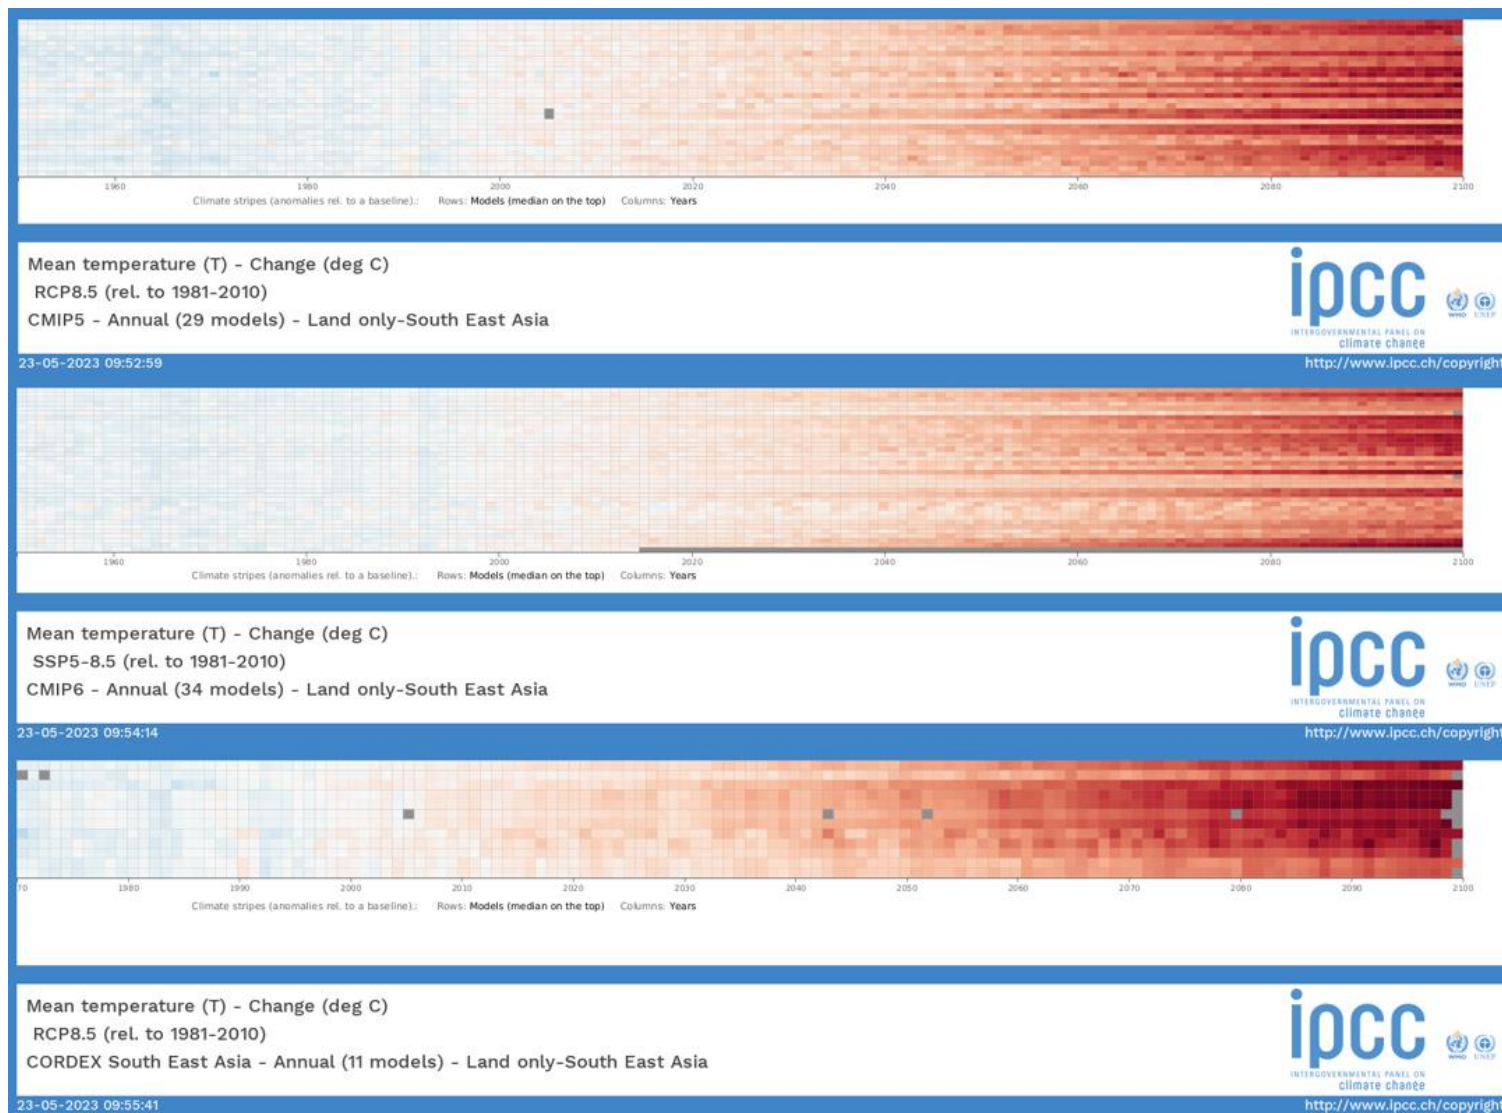 1960 1980 2000 2020 2040 2060 2080 2100
Climate stripes (anomalies rel. to a baseline).: Rows: Models (median on the top) Columns: Years
Mean temperature (T) - Change (deg C)
RCP8.5 (rel. to 1981-2010)
CMIP5 - Annual (29 models) - Land only-South East Asia
ipcc
INTERGOVERNMENTAL PANEL ON
climate change
WMO UNEP
23-05-2023 09:52:59
http://www.ipcc.ch/copyright
1960 1980 2000 2020 2040 2060 2080 2100
Climate stripes (anomalies rel. to a baseline).: Rows: Models (median on the top) Columns: Years
Mean temperature (T) - Change (deg C)
SSP5-8.5 (rel. to 1981-2010)
CMIP6 - Annual (34 models) - Land only-South East Asia
ipcc
INTERGOVERNMENTAL PANEL ON
climate change
WMO UNEP
23-05-2023 09:54:14
http://www.ipcc.ch/copyright
70 1980 1990 2000 2010 2020 2030 2040 2050 2060 2070 2080 2090 2100
Climate stripes (anomalies rel. to a baseline).: Rows: Models (median on the top) Columns: Years
Mean temperature (T) - Change (deg C)
RCP8.5 (rel. to 1981-2010)
CORDEX South East Asia - Annual (11 models) - Land only-South East Asia
ipcc
INTERGOVERNMENTAL PANEL ON
climate change
WMO UNEP
23-05-2023 09:55:41
http://www.ipcc.ch/copyright